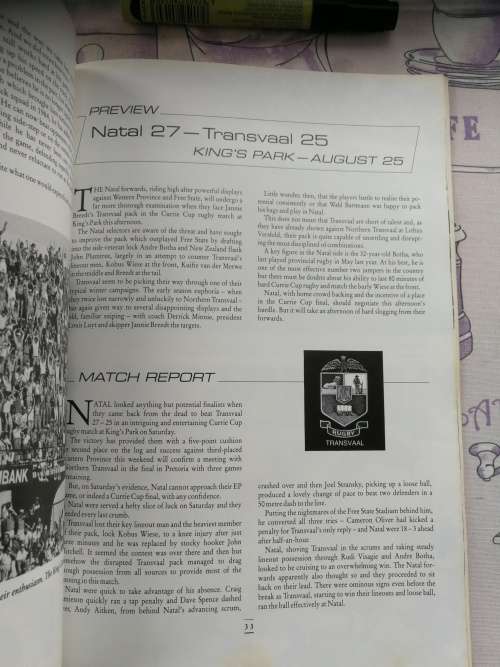 PREVIEW
Natal 27 – Transvaal 25
KING'S PARK – AUGUST 25
THE Natal forwards, riding high after powerful displays
against Western Province and Free State, will undergo a
far more thorough examination when they face Jannie
Breedt's Transvaal pack in the Currie Cup rugby match at
King's Park this afternoon.
The Natal selectors are aware of the threat and have sought
to improve the pack which outplayed Free State by drafting
into the side veteran lock Andre Botha and New Zealand flank
John Plumtree, largely in an attempt to counter Transvaal's
lineout men, Kobus Wiese at the front, Kuffie van der Merwe
in the middle and Breedt at the tail.
Transvaal seem to be picking their way through one of their
typical winter campaigns. The early season euphoria – when
they twice lost narrowly and unluckily to Northern Transvaal –
has again given way to several disappointing displays and the
old, familiar sniping – with coach Derrick Minnie, president
Louis Luyt and skipper Jannie Breedt the targets.
Little wonder, then, that the players battle to realise their po-
tential consistently or that Wahl Bartmann was happy to pack
his bags and play in Natal.
This does not mean that Transvaal are short of talent and, as
they have already shown against Northern Transvaal at Loftus
Versfeld, their pack is quite capable of unsettling and disrupt-
ing the most disciplined of combinations.
A key figure in the Natal side is the 32-year-old Botha, who
last played provincial rugby in May last year. At his best, he is
one of the most effective number two jumpers in the country
but there must be doubts about his ability to last 80 minutes of
hard Currie Cup rugby and match the burly Wiese at the front.
Natal, with home crowd backing and the incentive of a place
in the Currie Cup final, should negotiate this afternoon's
hurdle. But it will take an afternoon of hard slogging from their
forwards.
MATCH REPORT
NATAL looked anything but potential finalists when
they came back from the dead to beat Transvaal
27 – 25 in an intriguing and entertaining Currie Cup
rugby match at King's Park on Saturday.
The victory has provided them with a five-point cushion
in second place on the log and success against third-placed
Western Province this weekend will confirm a meeting with
Northern Transvaal in the final in Pretoria with three games
remaining.
But, on Saturday's evidence, Natal cannot approach their EP
game, or indeed a Currie Cup final, with any confidence.
Natal were served a hefty slice of luck on Saturday and they
needed every last crumb.
Transvaal lost their key lineout man and the heaviest member
of their pack, lock Kobus Wiese, to a knee injury after just
minutes and he was replaced by stocky hooker John
Mitchell. It seemed the contest was over there and then but
somehow the disrupted Transvaal pack managed to drag
enough possession from all sources to provide most of the
running in this match.
Natal were quick to take advantage of his absence. Craig
Jamieson quickly ran a tap penalty and Dave Spence dashed
Andy Aitken, from behind Natal's advancing scrum,
RUGBY
TRANSVAAL
crashed over and then Joel Stransky, picking up a loose ball,
produced a lovely change of pace to beat two defenders in a
50 metre dash to the line.
Putting the nightmares of the Free State Stadium behind him,
he converted all three tries – Cameron Oliver had kicked a
penalty for Transvaal's only reply – and Natal were 18 – 3 ahead
after half-an-hour.
Natal, shoving Transvaal in the scrums and taking steady
lineout possession through Rudi Visagie and Andre Botha,
looked to be cruising to an overwhelming win. The Natal for-
wards apparently also thought so and they proceeded to sit
back on their lead. There were ominous signs even before the
break as Transvaal, starting to win their lineouts and loose ball,
ran the ball effectively at Natal.
33